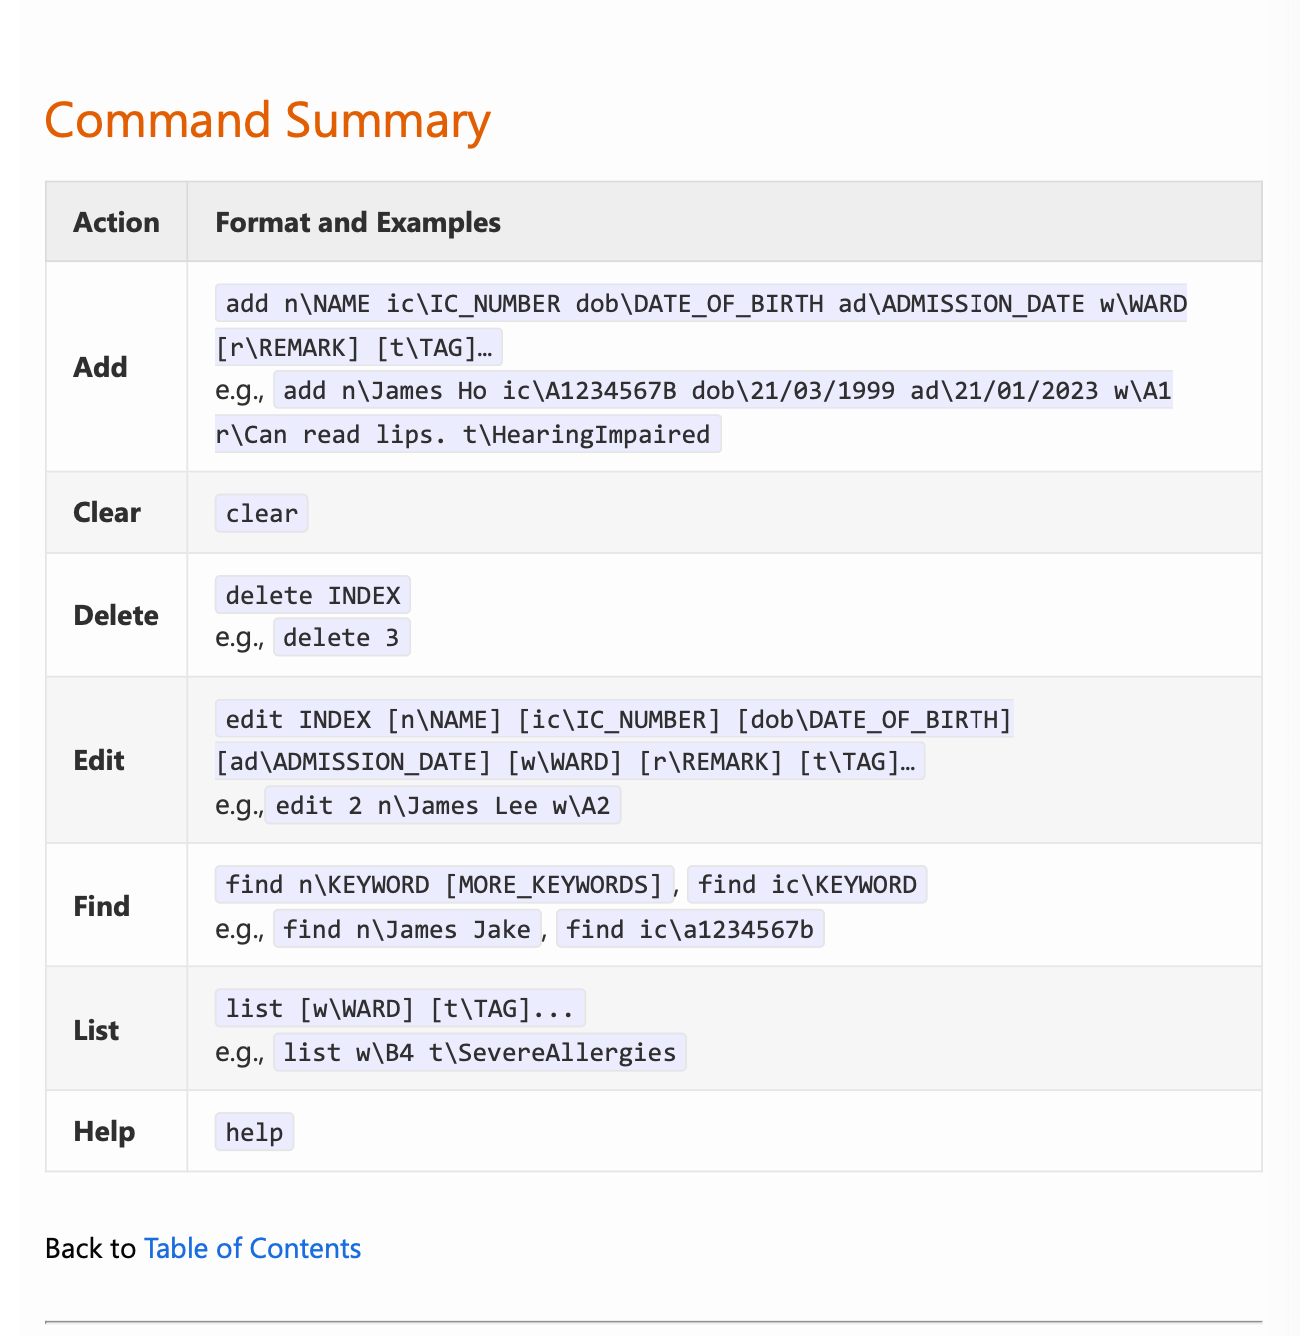 Command Summary
Action Format and Examples
Add
add n\NAME ic\IC_NUMBER dob\DATE_OF_BIRTH ad\ADMISSION_DATE w\WARD
[r\REMARK] [t\TAG]…
e.g., add n\James Ho ic\A1234567B dob\21/03/1999 ad\21/01/2023 w\A1
r\Can read lips. t\HearingImpaired
Clear clear
Delete
delete INDEX
e.g., delete 3
Edit
edit INDEX [n\NAME] [ic\IC_NUMBER] [dob\DATE_OF_BIRTH]
[ad\ADMISSION_DATE] [w\WARD] [r\REMARK] [t\TAG]…
e.g., edit 2 n\James Lee w\A2
Find
find n\KEYWORD [MORE_KEYWORDS] , find ic\KEYWORD
e.g., find n\James Jake , find ic\a1234567b
List
list [w\WARD] [t\TAG]...
e.g., list w\B4 t\SevereAllergies
Help help
Back to Table of Contents